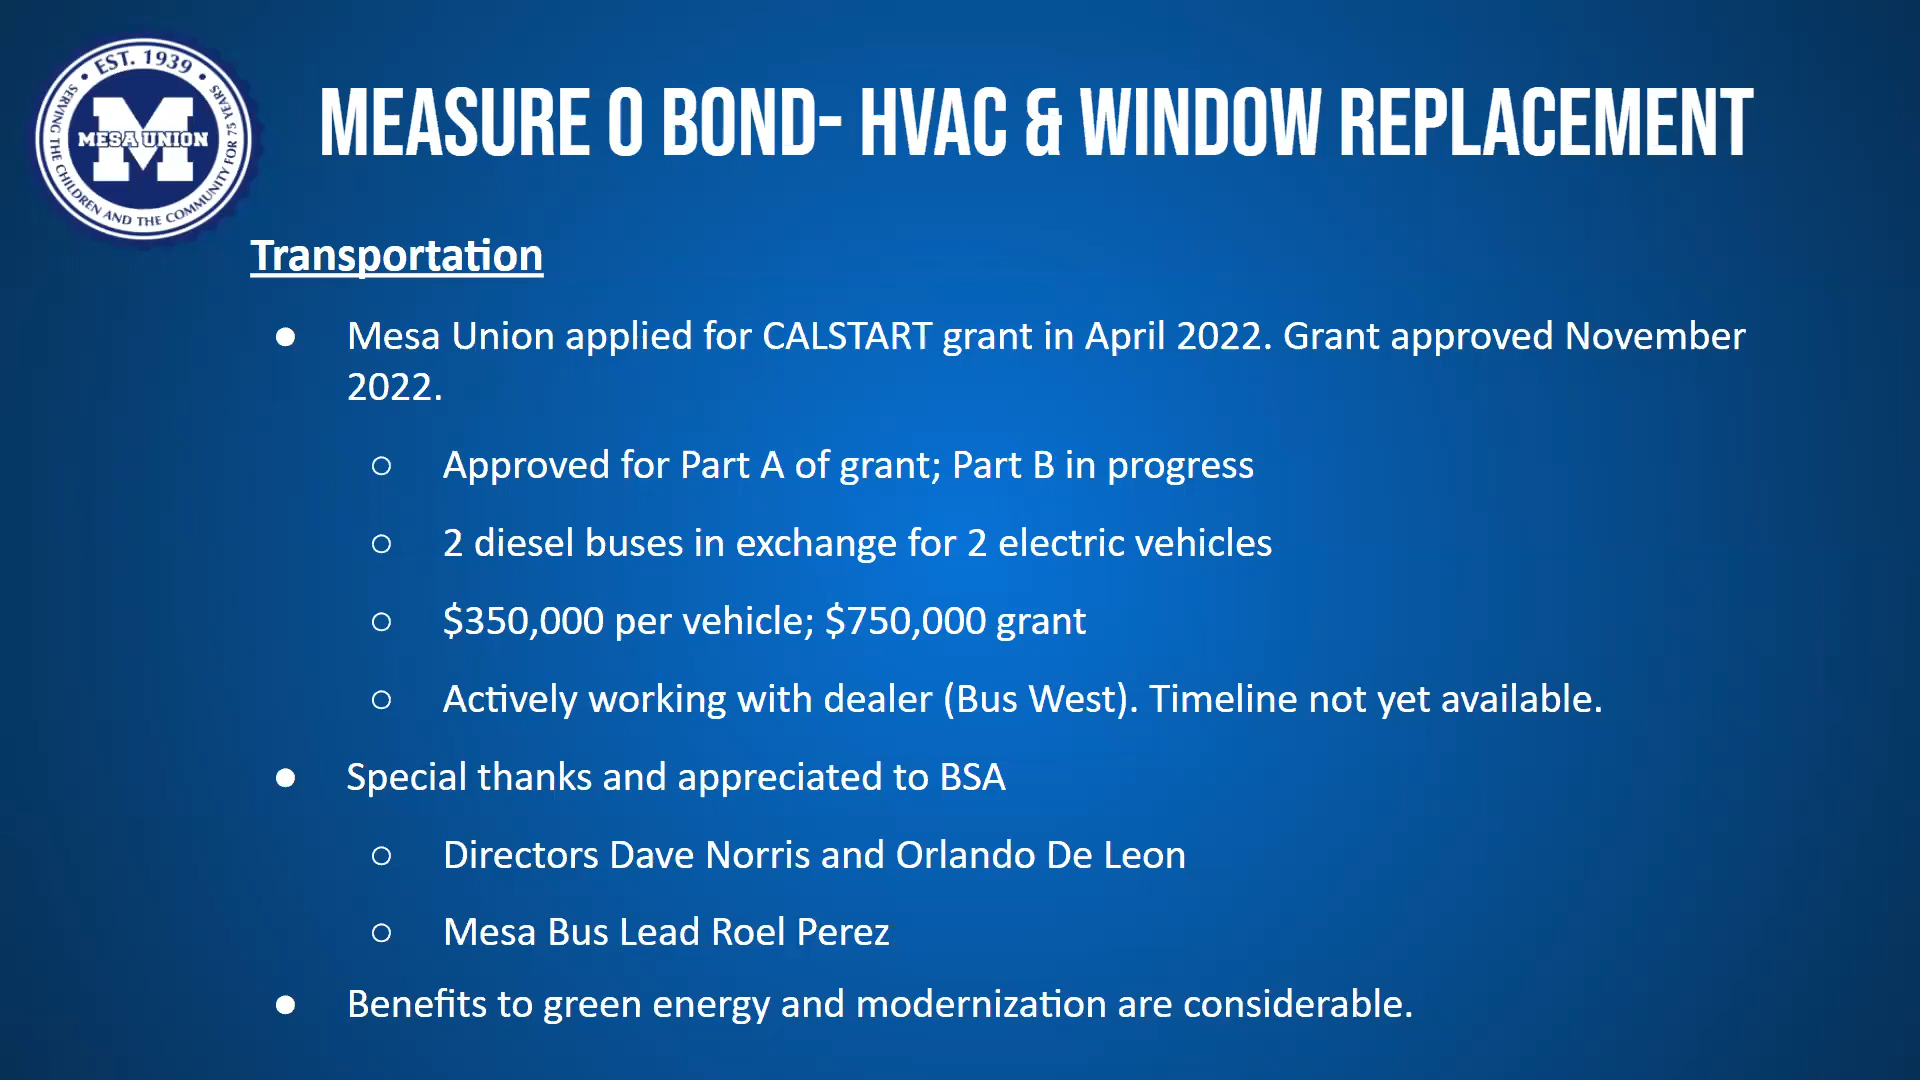 EST. 1939
SERVING THE CHILDREN AND THE COMMUNITY FOR 75 YEARS
MESA UNION
MEASURE O BOND- HVAC & WINDOW REPLACEMENT
Transportation
● Mesa Union applied for CALSTART grant in April 2022. Grant approved November
2022.
○ Approved for Part A of grant; Part B in progress
○ 2 diesel buses in exchange for 2 electric vehicles
○ $350,000 per vehicle; $750,000 grant
○ Actively working with dealer (Bus West). Timeline not yet available.
● Special thanks and appreciated to BSA
○ Directors Dave Norris and Orlando De Leon
○ Mesa Bus Lead Roel Perez
● Benefits to green energy and modernization are considerable.